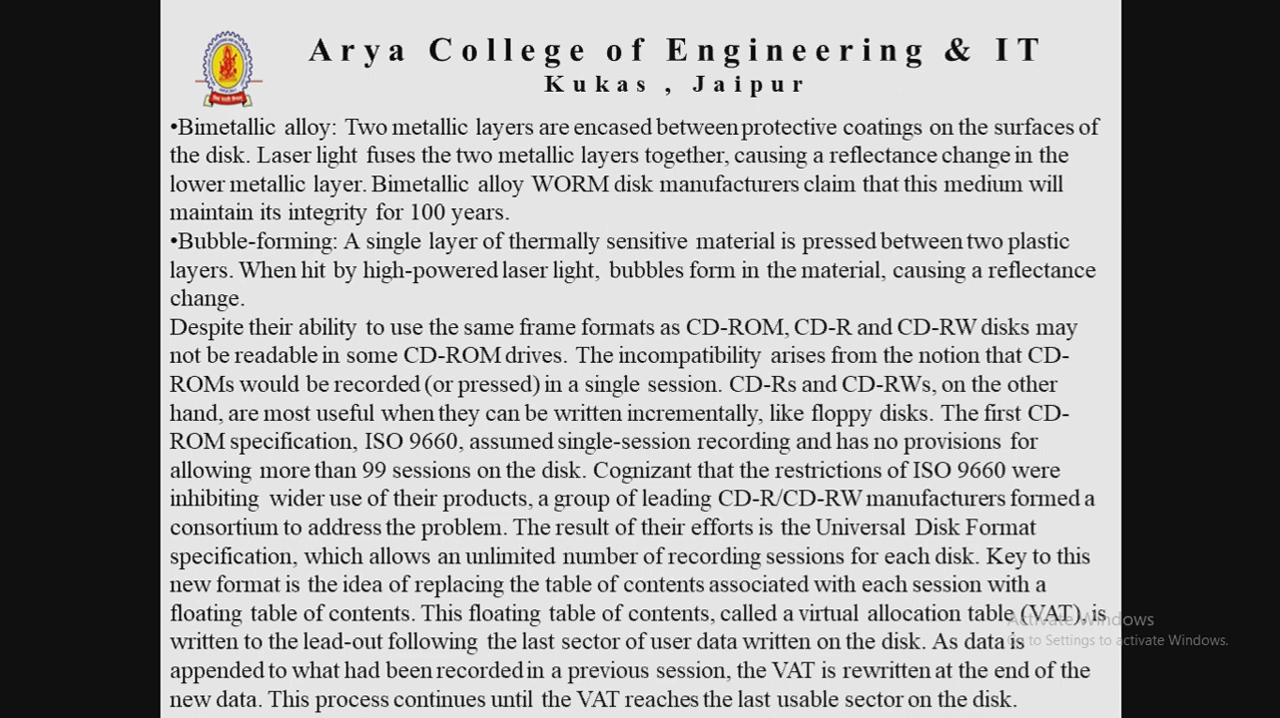 Arya College of Engineering & IT
Kukas , Jaipur
•Bimetallic alloy: Two metallic layers are encased between protective coatings on the surfaces of
the disk. Laser light fuses the two metallic layers together, causing a reflectance change in the
lower metallic layer. Bimetallic alloy WORM disk manufacturers claim that this medium will
maintain its integrity for 100 years.
•Bubble-forming: A single layer of thermally sensitive material is pressed between two plastic
layers. When hit by high-powered laser light, bubbles form in the material, causing a reflectance
change.
Despite their ability to use the same frame formats as CD-ROM, CD-R and CD-RW disks may
not be readable in some CD-ROM drives. The incompatibility arises from the notion that CD-
ROMs would be recorded (or pressed) in a single session. CD-Rs and CD-RWs, on the other
hand, are most useful when they can be written incrementally, like floppy disks. The first CD-
ROM specification, ISO 9660, assumed single-session recording and has no provisions for
allowing more than 99 sessions on the disk. Cognizant that the restrictions of ISO 9660 were
inhibiting wider use of their products, a group of leading CD-R/CD-RW manufacturers formed a
consortium to address the problem. The result of their efforts is the Universal Disk Format
specification, which allows an unlimited number of recording sessions for each disk. Key to this
new format is the idea of replacing the table of contents associated with each session with a
floating table of contents. This floating table of contents, called a virtual allocation table (VAT), is
written to the lead-out following the last sector of user data written on the disk. As data is
appended to what had been recorded in a previous session, the VAT is rewritten at the end of the
new data. This process continues until the VAT reaches the last usable sector on the disk.
Activate Windows
Go to Settings to activate Windows.